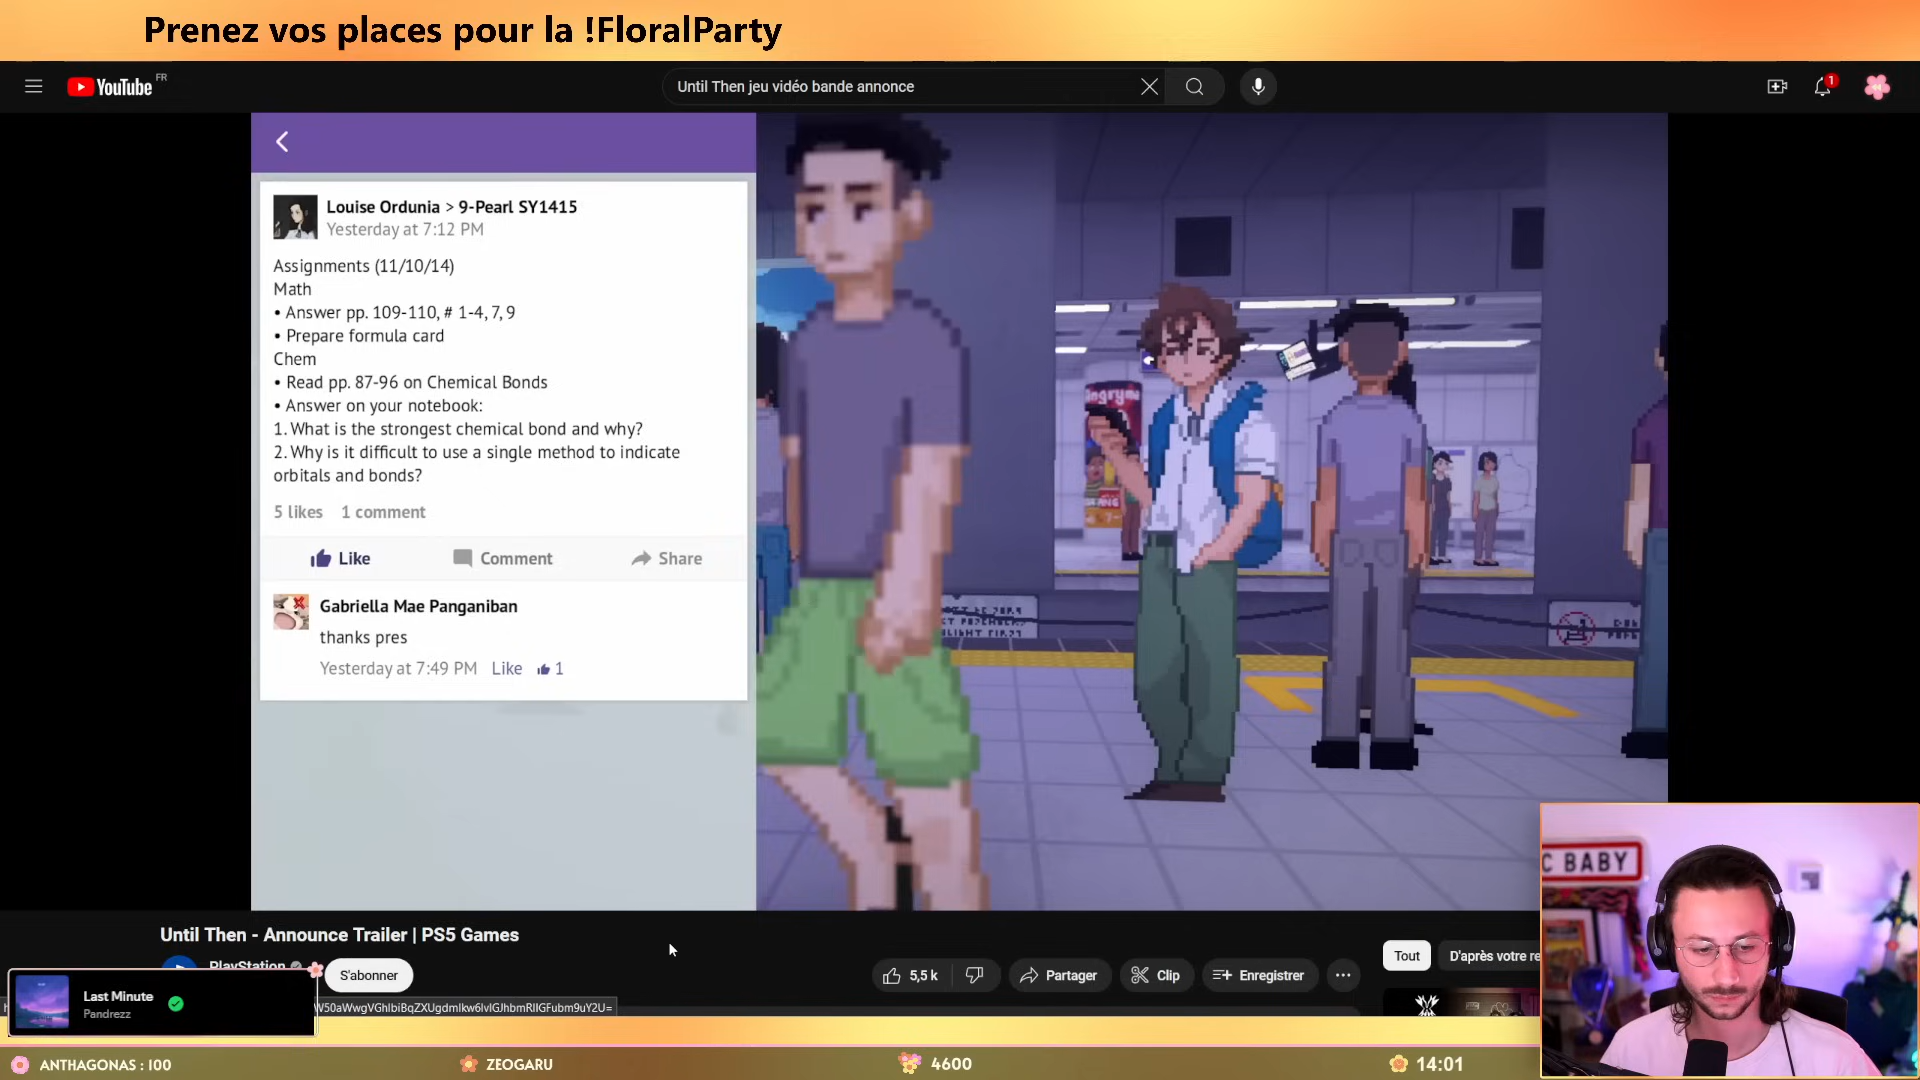 Prenez vos places pour la !FloralParty
YouTube FR
Until Then jeu vidéo bande annonce
1
Louise Ordunia > 9-Pearl SY1415
Yesterday at 7:12 PM
Assignments (11/10/14)
Math
• Answer pp. 109-110, # 1-4, 7, 9
• Prepare formula card
Chem
• Read pp. 87-96 on Chemical Bonds
• Answer on your notebook:
1. What is the strongest chemical bond and why?
2. Why is it difficult to use a single method to indicate
orbitals and bonds?
5 likes 1 comment
Like Comment Share
Gabriella Mae Panganiban
thanks pres
Yesterday at 7:49 PM Like 1
C BABY
Until Then - Announce Trailer | PS5 Games
PlayStation
S'abonner
5,5 k
Partager
Clip
Enregistrer
Tout
D'après votre re
Last Minute
Pandrezz
ANTHAGONAS : 100
ZEOGARU
4600
14:01